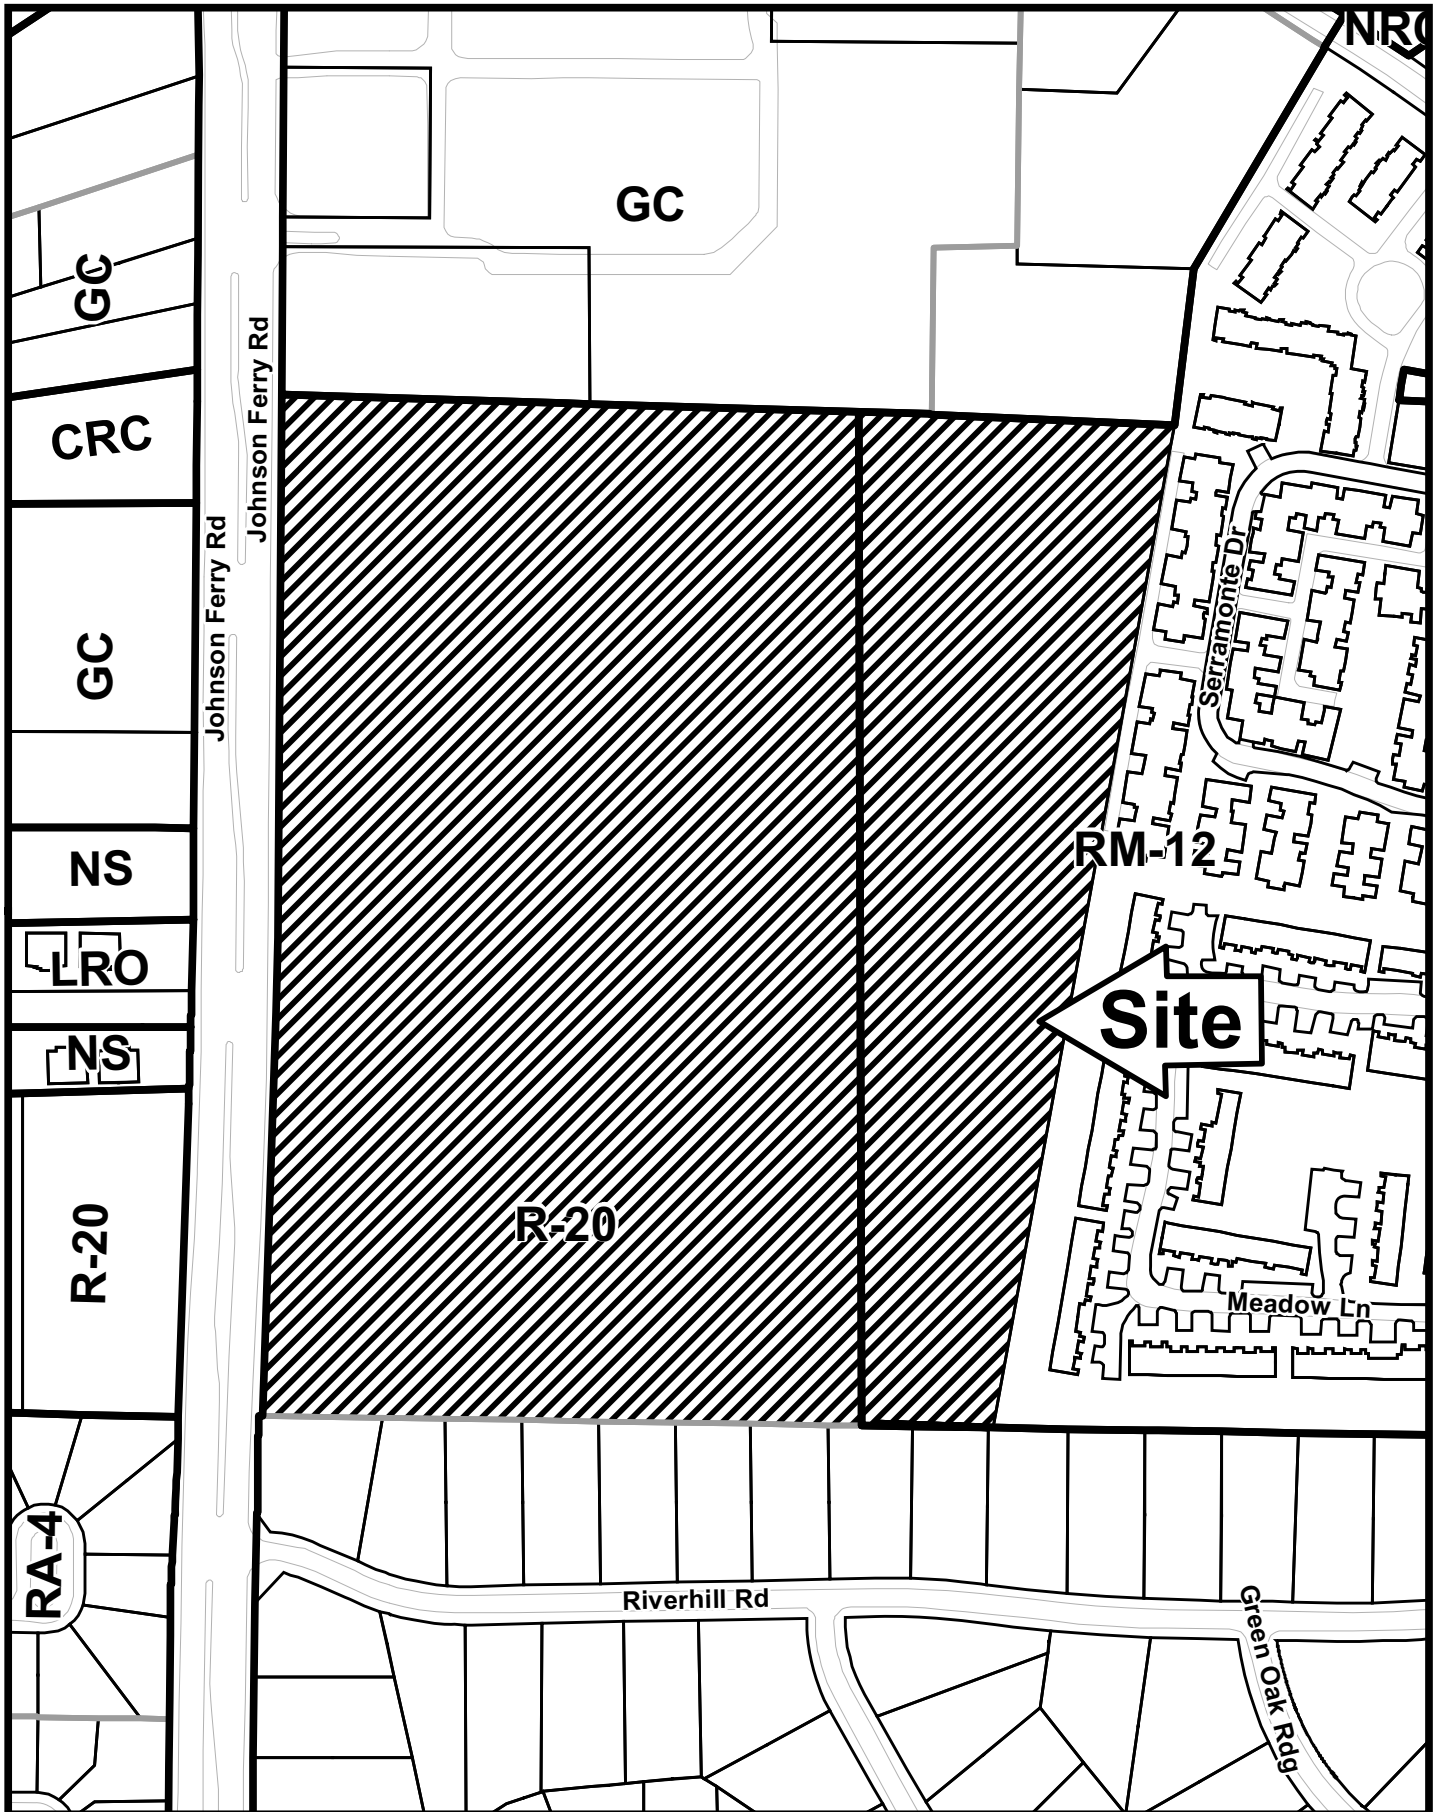 GC
GC
Johnson Ferry Rd
CRC
Johnson Ferry Rd
Serramonte Dr
GC
RM-12
NS
LRO
Site
NS
R-20
R-20
Meadow Ln
RA-4
Riverhill Rd
Green Oak Rdg